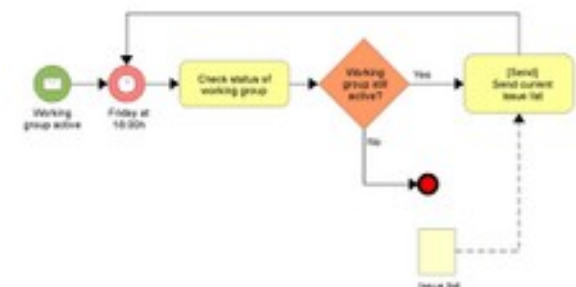 Working
group active
Friday at
18:00h
Check status of
working group
Working
group still
active?
Yes
No
[Send]
Send current
issue list
Issue list